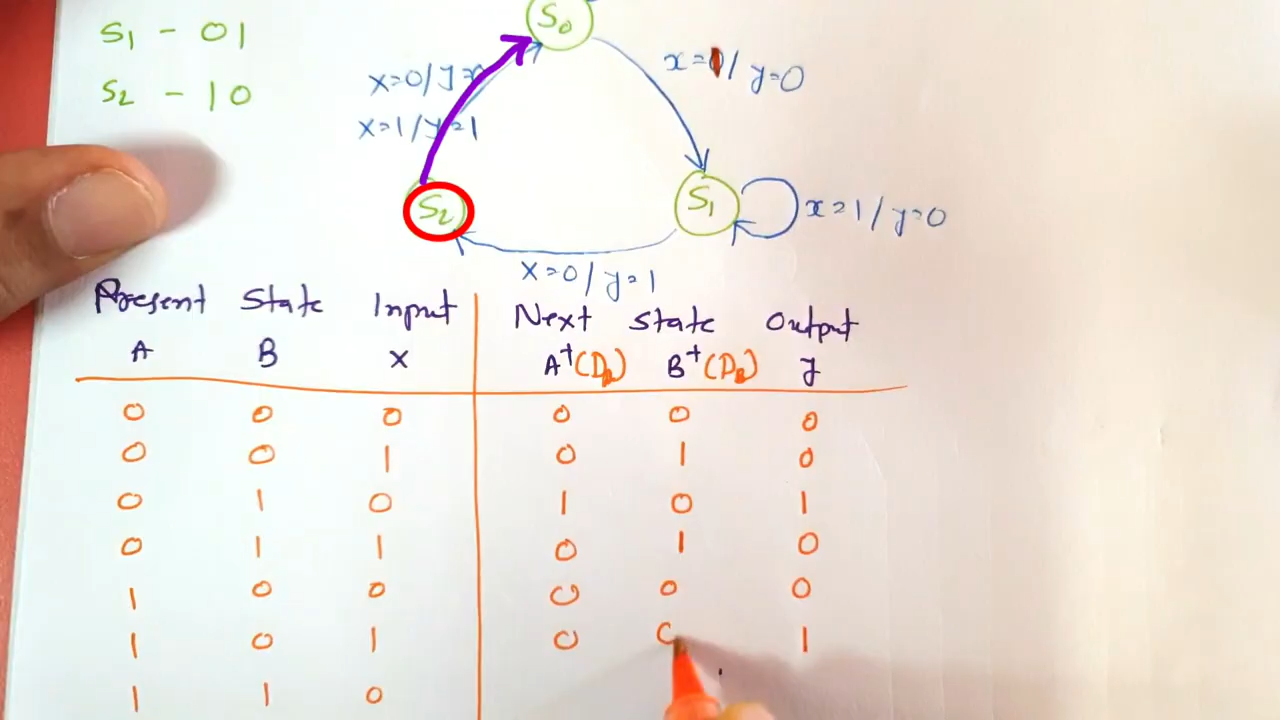 S1 - 01
S0
x=1/ y=0
S2 - 10
x=0/ y=
x=1/y=1
S2
S1
x=1/ y=0
x=0/ y=1
Present State Input Next State Output
A B x A+(DA) B+(DB) y
0 0 0 0 0 0
0 0 1 0 1 0
0 1 0 1 0 1
0 1 1 0 1 0
1 0 0 0 0 0
1 0 1 0 0 1
1 1 0